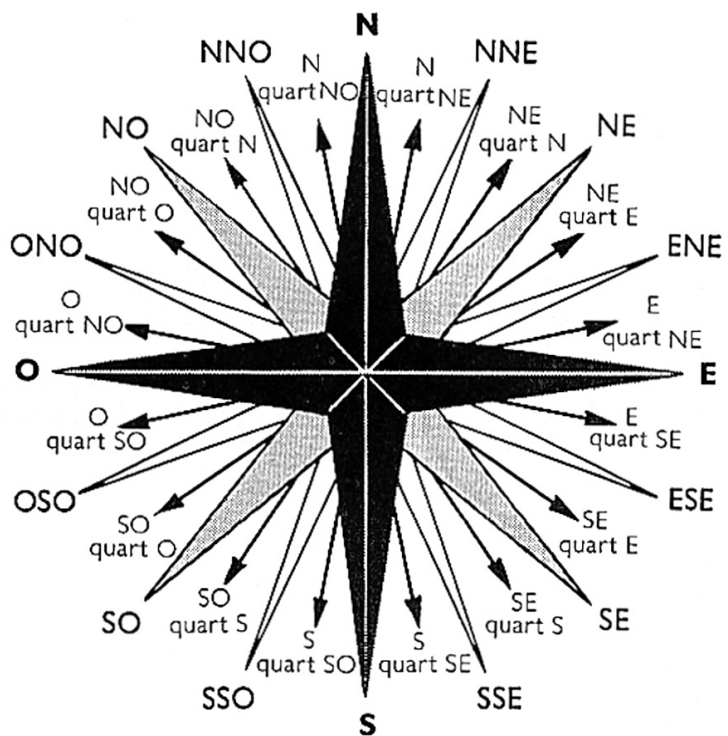 N
NNO
NNE
N
quart NO
N
quart NE
NO
NO
quart N
NE
quart N
NE
NO
quart O
NE
quart E
ONO
ENE
O
quart NO
E
quart NE
O
E
O
quart SO
E
quart SE
OSO
ESE
SO
quart O
SE
quart E
SO
SO
quart S
SE
quart S
SE
S
quart SO
S
quart SE
SSO
SSE
S